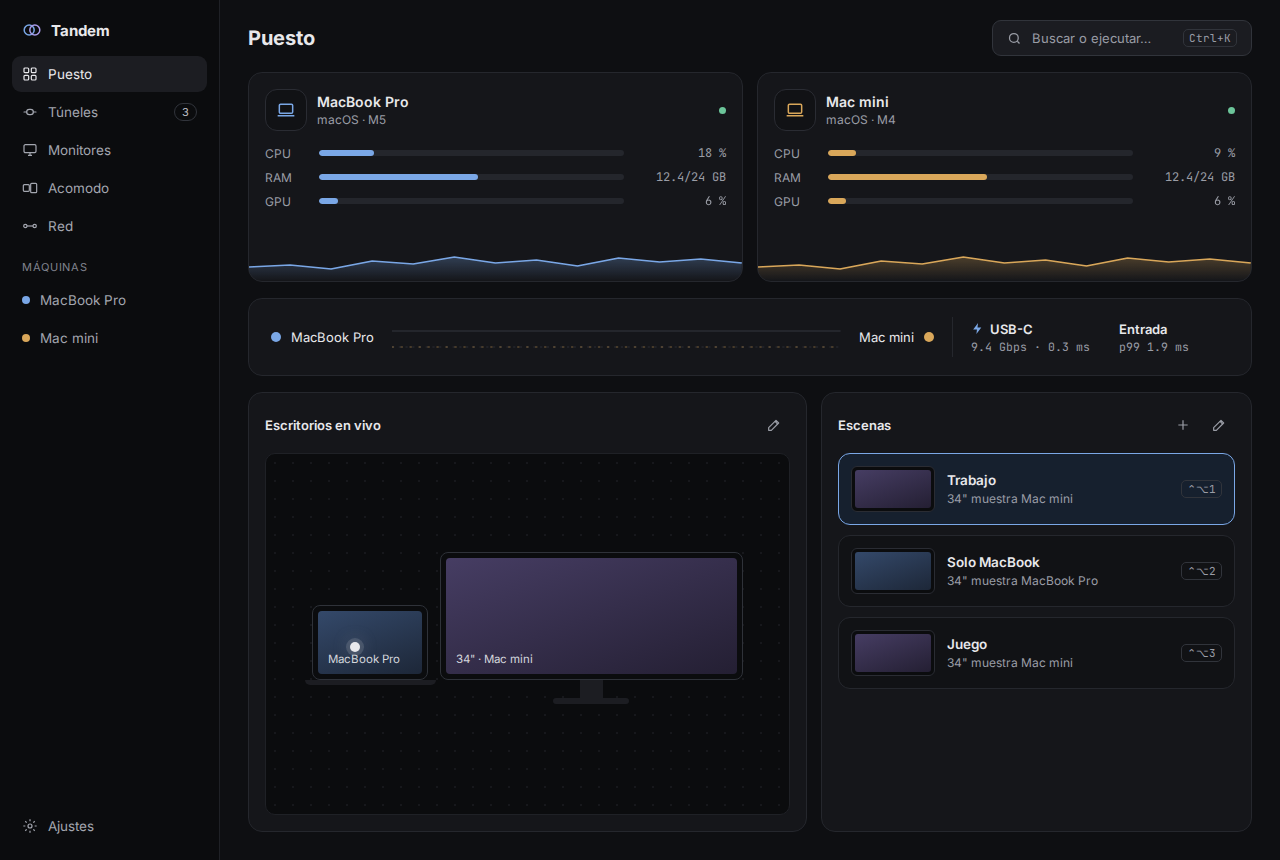 Tandem
Puesto
Túneles
3
Monitores
Acomodo
Red
MÁQUINAS
MacBook Pro
Mac mini
Ajustes
Puesto
Buscar o ejecutar...
Ctrl+K
MacBook Pro
macOS · M5
CPU
18 %
RAM
12.4/24 GB
GPU
6 %
Mac mini
macOS · M4
CPU
9 %
RAM
12.4/24 GB
GPU
6 %
MacBook Pro
Mac mini
USB-C
9.4 Gbps · 0.3 ms
Entrada
p99 1.9 ms
Escritorios en vivo
MacBook Pro
34" · Mac mini
Escenas
Trabajo
34" muestra Mac mini
⌃⌥1
Solo MacBook
34" muestra MacBook Pro
⌃⌥2
Juego
34" muestra Mac mini
⌃⌥3